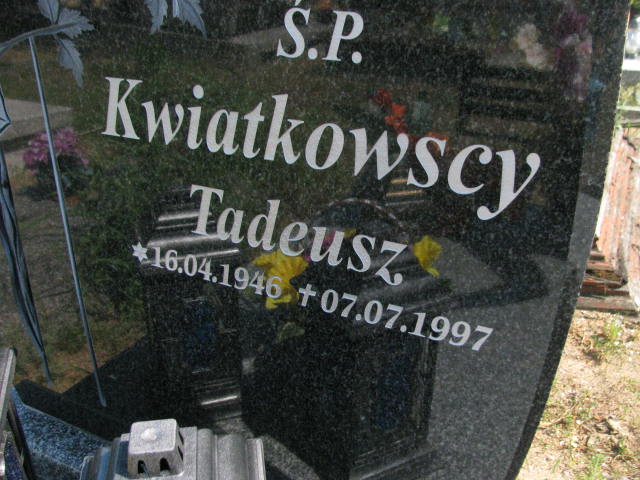 Ś.P.
Kwiatkowscy
Tadeusz
*16.04.1946 †07.07.1997